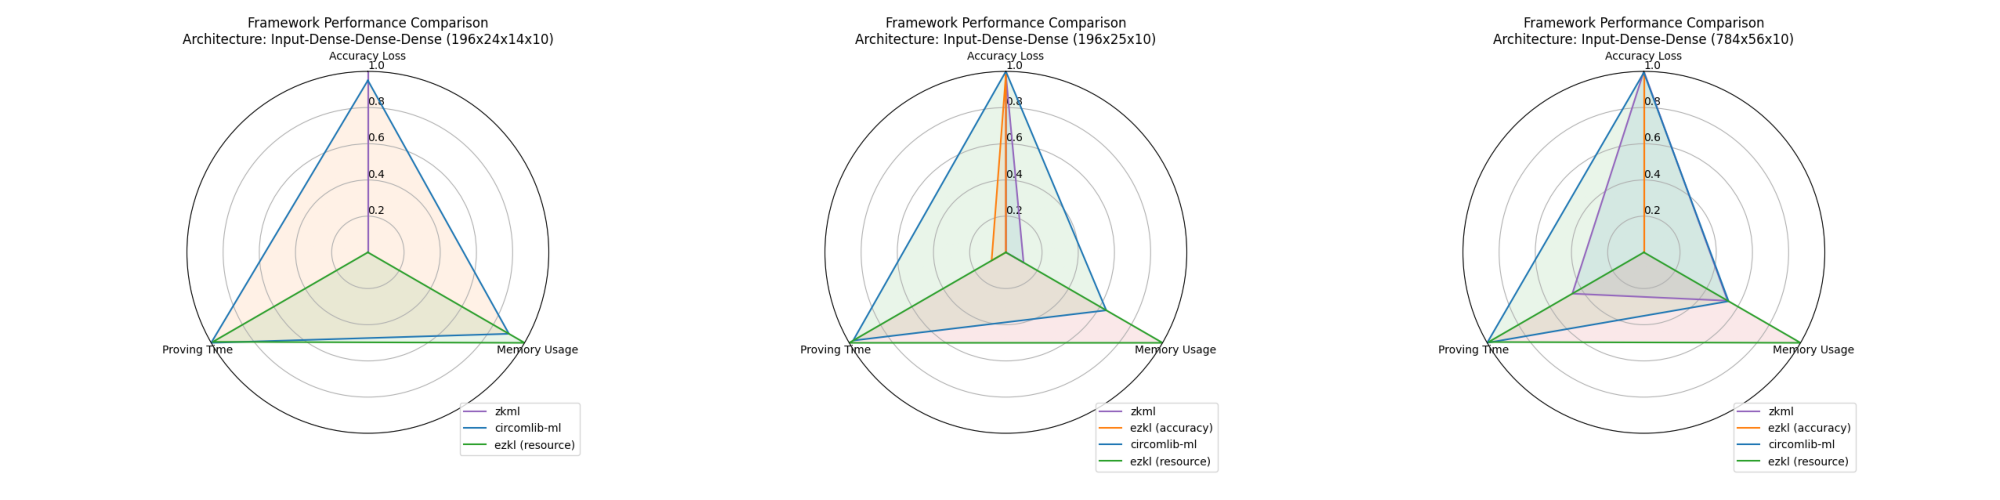 Framework Performance Comparison
Architecture: Input-Dense-Dense-Dense (196x24x14x10)
Accuracy Loss
1.0
0.8
0.6
0.4
0.2
Proving Time
Memory Usage
zkml
circomlib-ml
ezkl (resource)
Framework Performance Comparison
Architecture: Input-Dense-Dense (196x25x10)
Accuracy Loss
1.0
0.8
0.6
0.4
0.2
Proving Time
Memory Usage
zkml
ezkl (accuracy)
circomlib-ml
ezkl (resource)
Framework Performance Comparison
Architecture: Input-Dense-Dense (784x56x10)
Accuracy Loss
1.0
0.8
0.6
0.4
0.2
Proving Time
Memory Usage
zkml
ezkl (accuracy)
circomlib-ml
ezkl (resource)